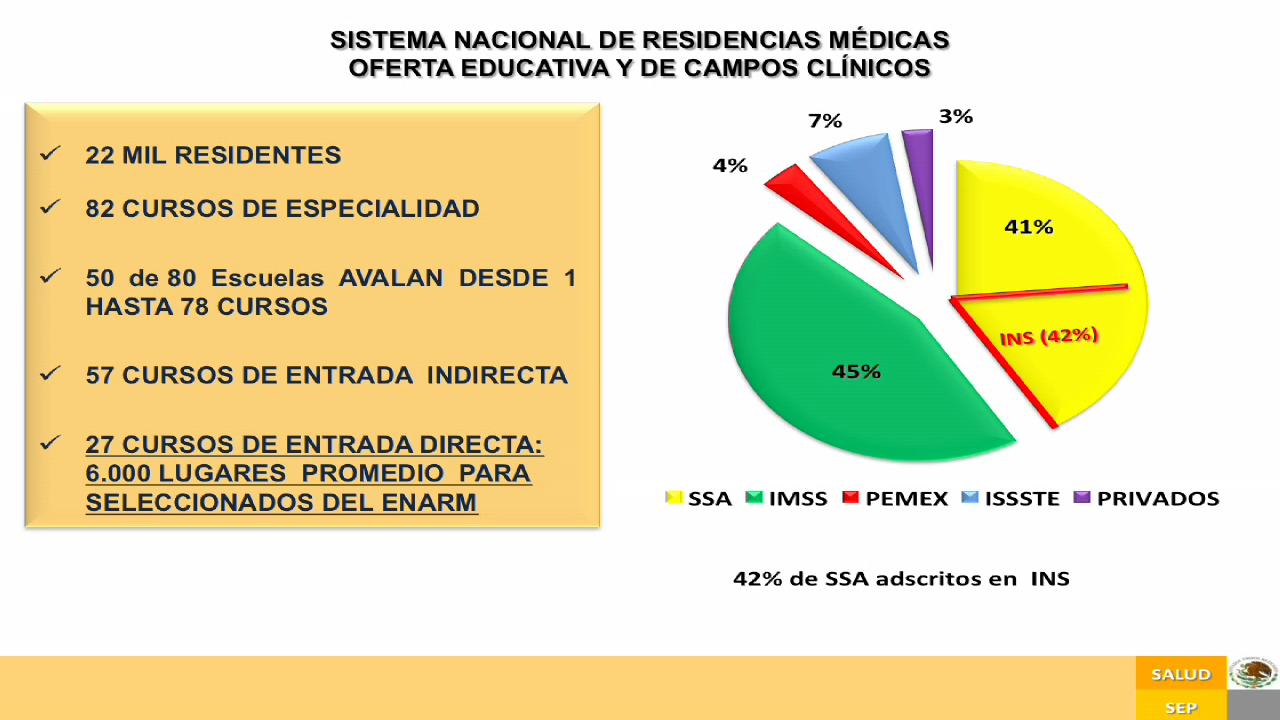 SISTEMA NACIONAL DE RESIDENCIAS MÉDICAS
OFERTA EDUCATIVA Y DE CAMPOS CLÍNICOS
✓ 22 MIL RESIDENTES
✓ 82 CURSOS DE ESPECIALIDAD
✓ 50 de 80 Escuelas AVALAN DESDE 1
HASTA 78 CURSOS
✓ 57 CURSOS DE ENTRADA INDIRECTA
✓ 27 CURSOS DE ENTRADA DIRECTA:
6.000 LUGARES PROMEDIO PARA
SELECCIONADOS DEL ENARM
3%
7%
4%
41%
INS (42%)
45%
SSA IMSS PEMEX ISSSTE PRIVADOS
42% de SSA adscritos en INS
SALUD
SEP